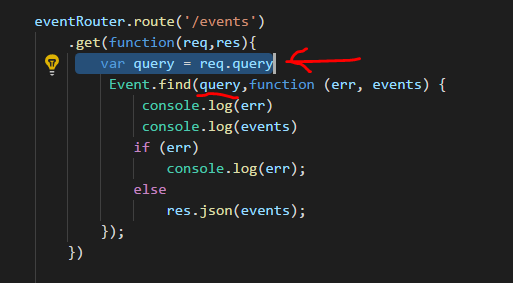 eventRouter.route('/events')
.get(function(req,res){
var query = req.query
Event.find(query,function (err, events) {
console.log(err)
console.log(events)
if (err)
console.log(err);
else
res.json(events);
});
})